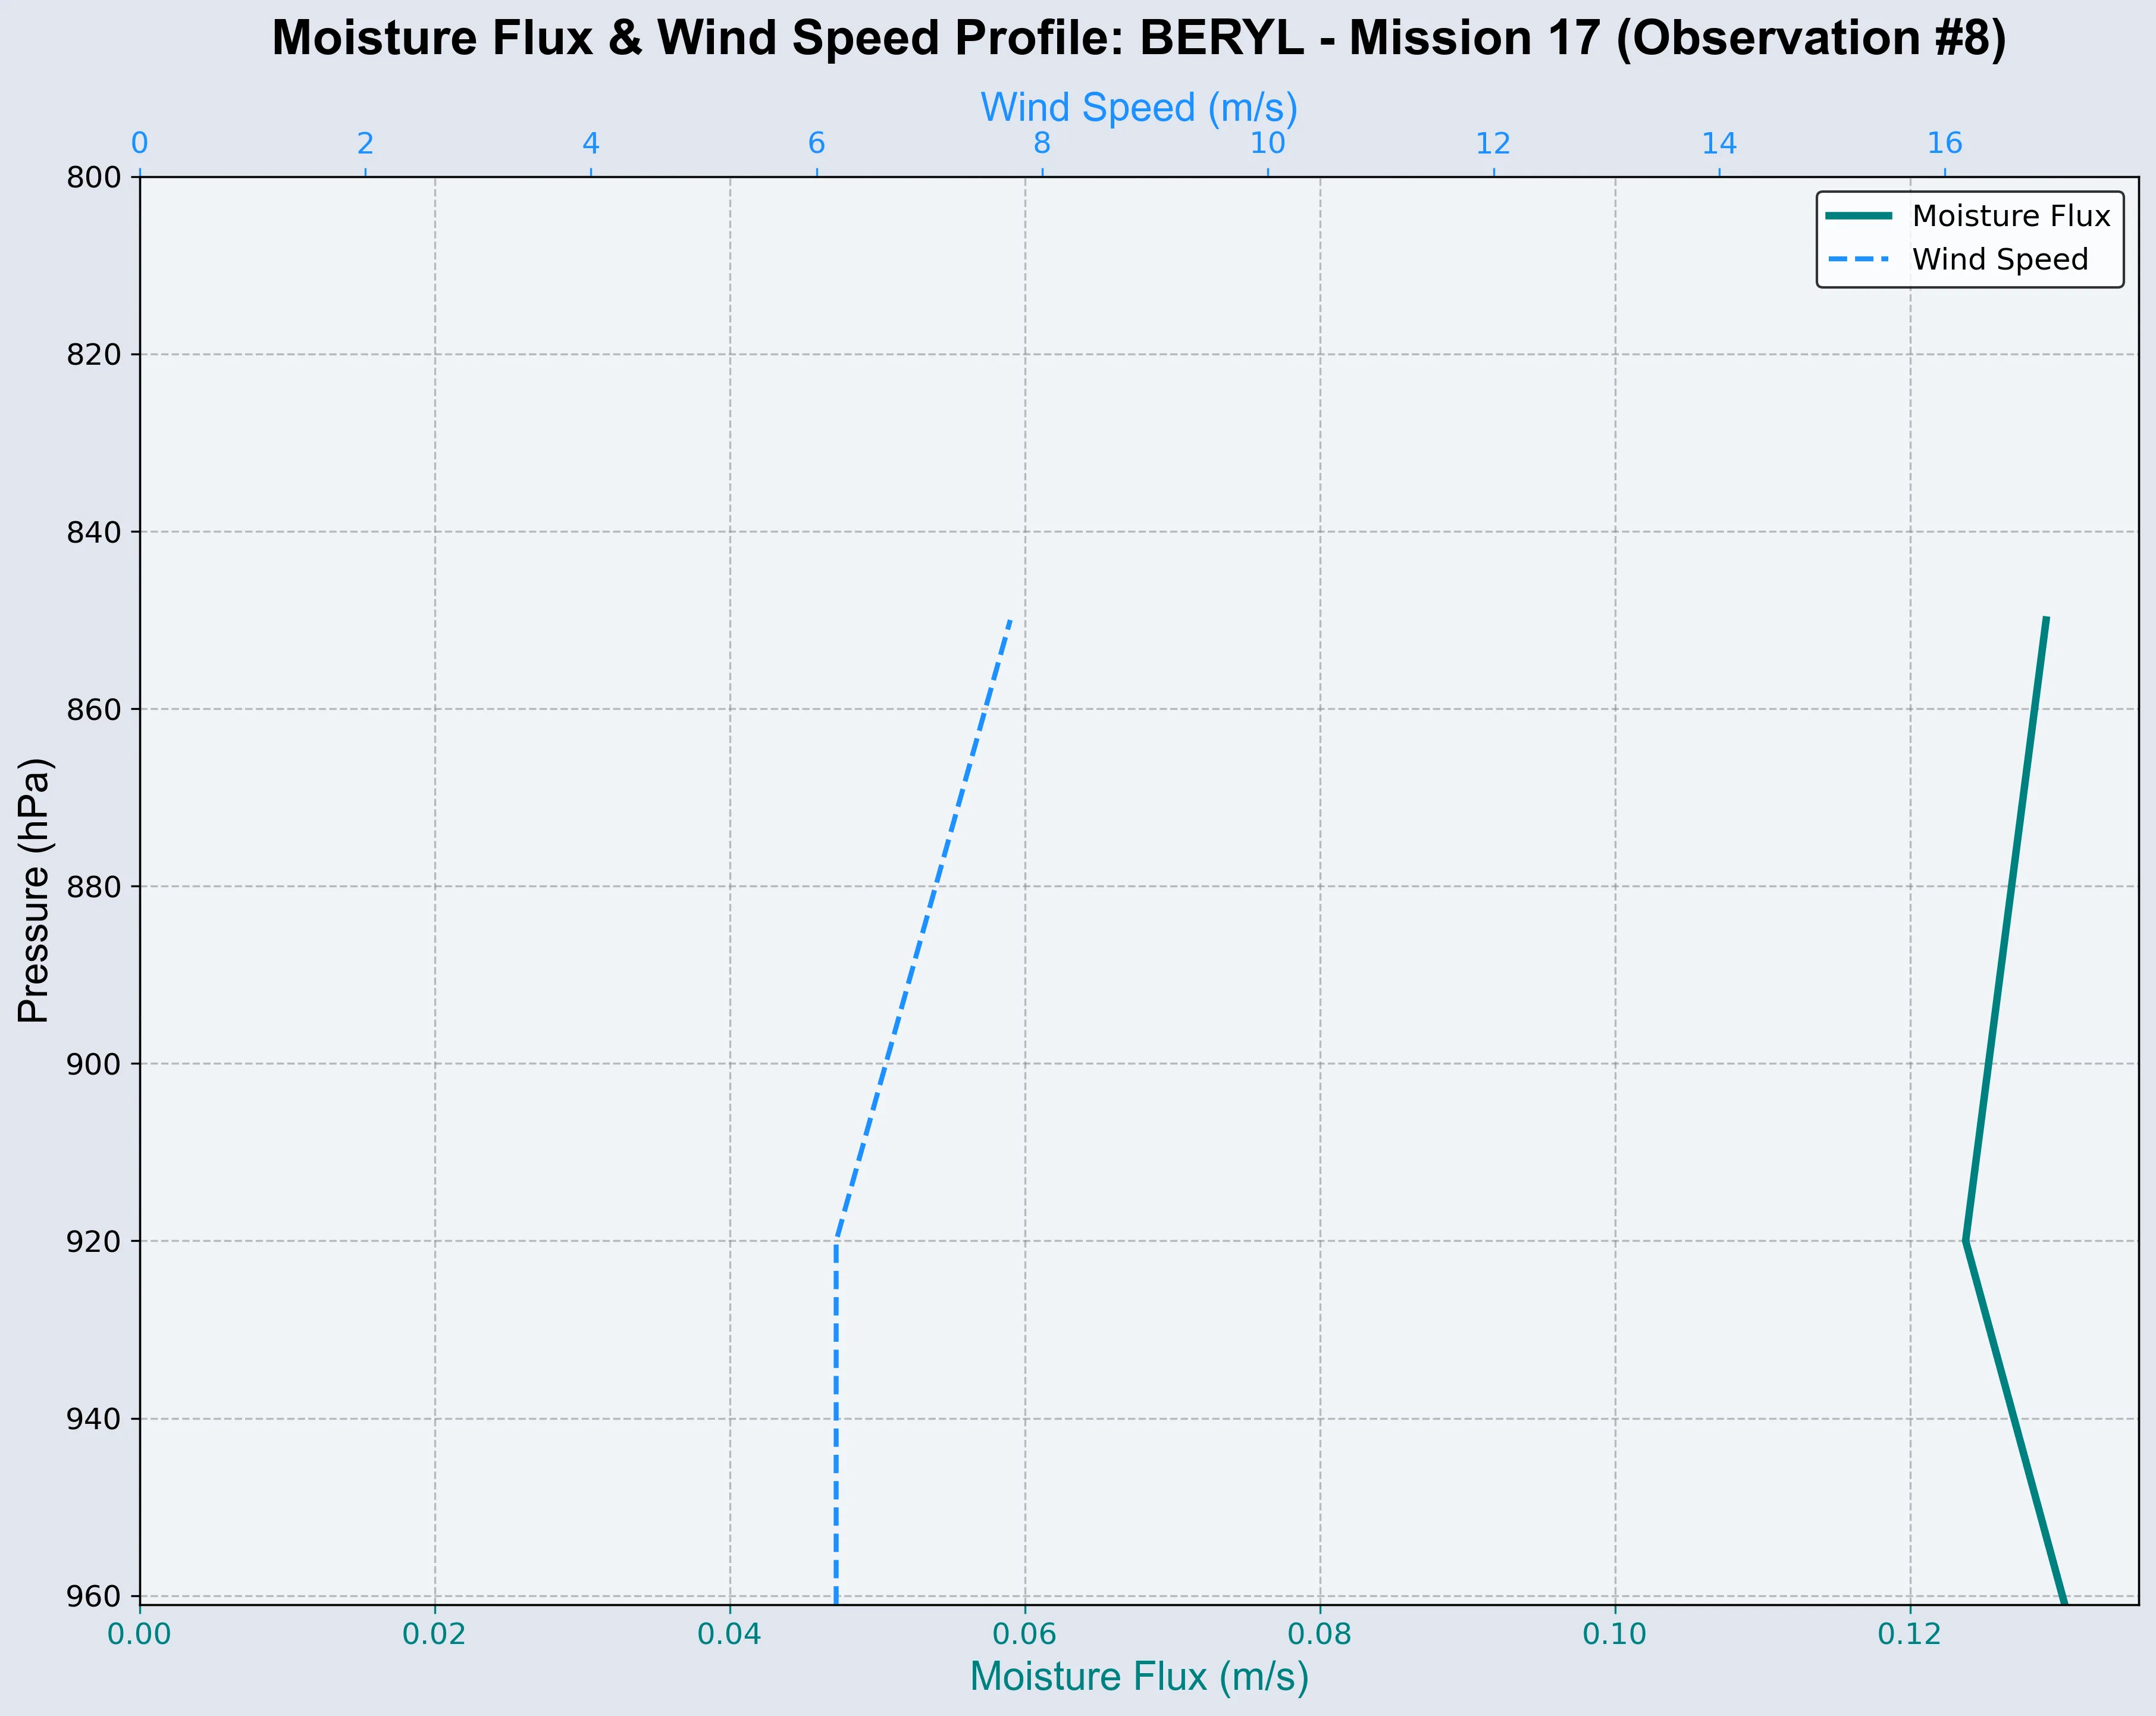 Moisture Flux & Wind Speed Profile: BERYL - Mission 17 (Observation #8)
Wind Speed (m/s)
0 2 4 6 8 10 12 14 16
Moisture Flux
Wind Speed
800
820
840
860
880
900
920
940
960
Pressure (hPa)
0.00 0.02 0.04 0.06 0.08 0.10 0.12
Moisture Flux (m/s)